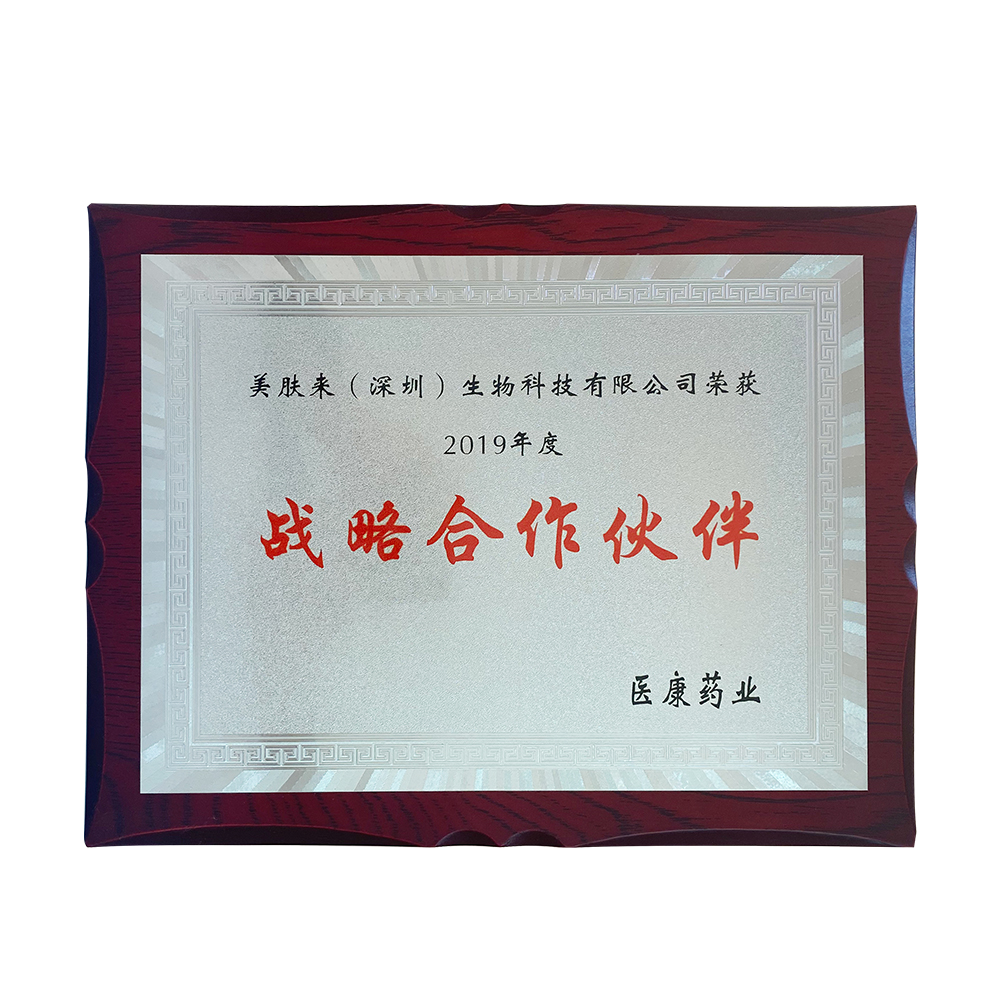 美肤来（深圳）生物科技有限公司荣获
2019年度
战略合作伙伴
医康药业